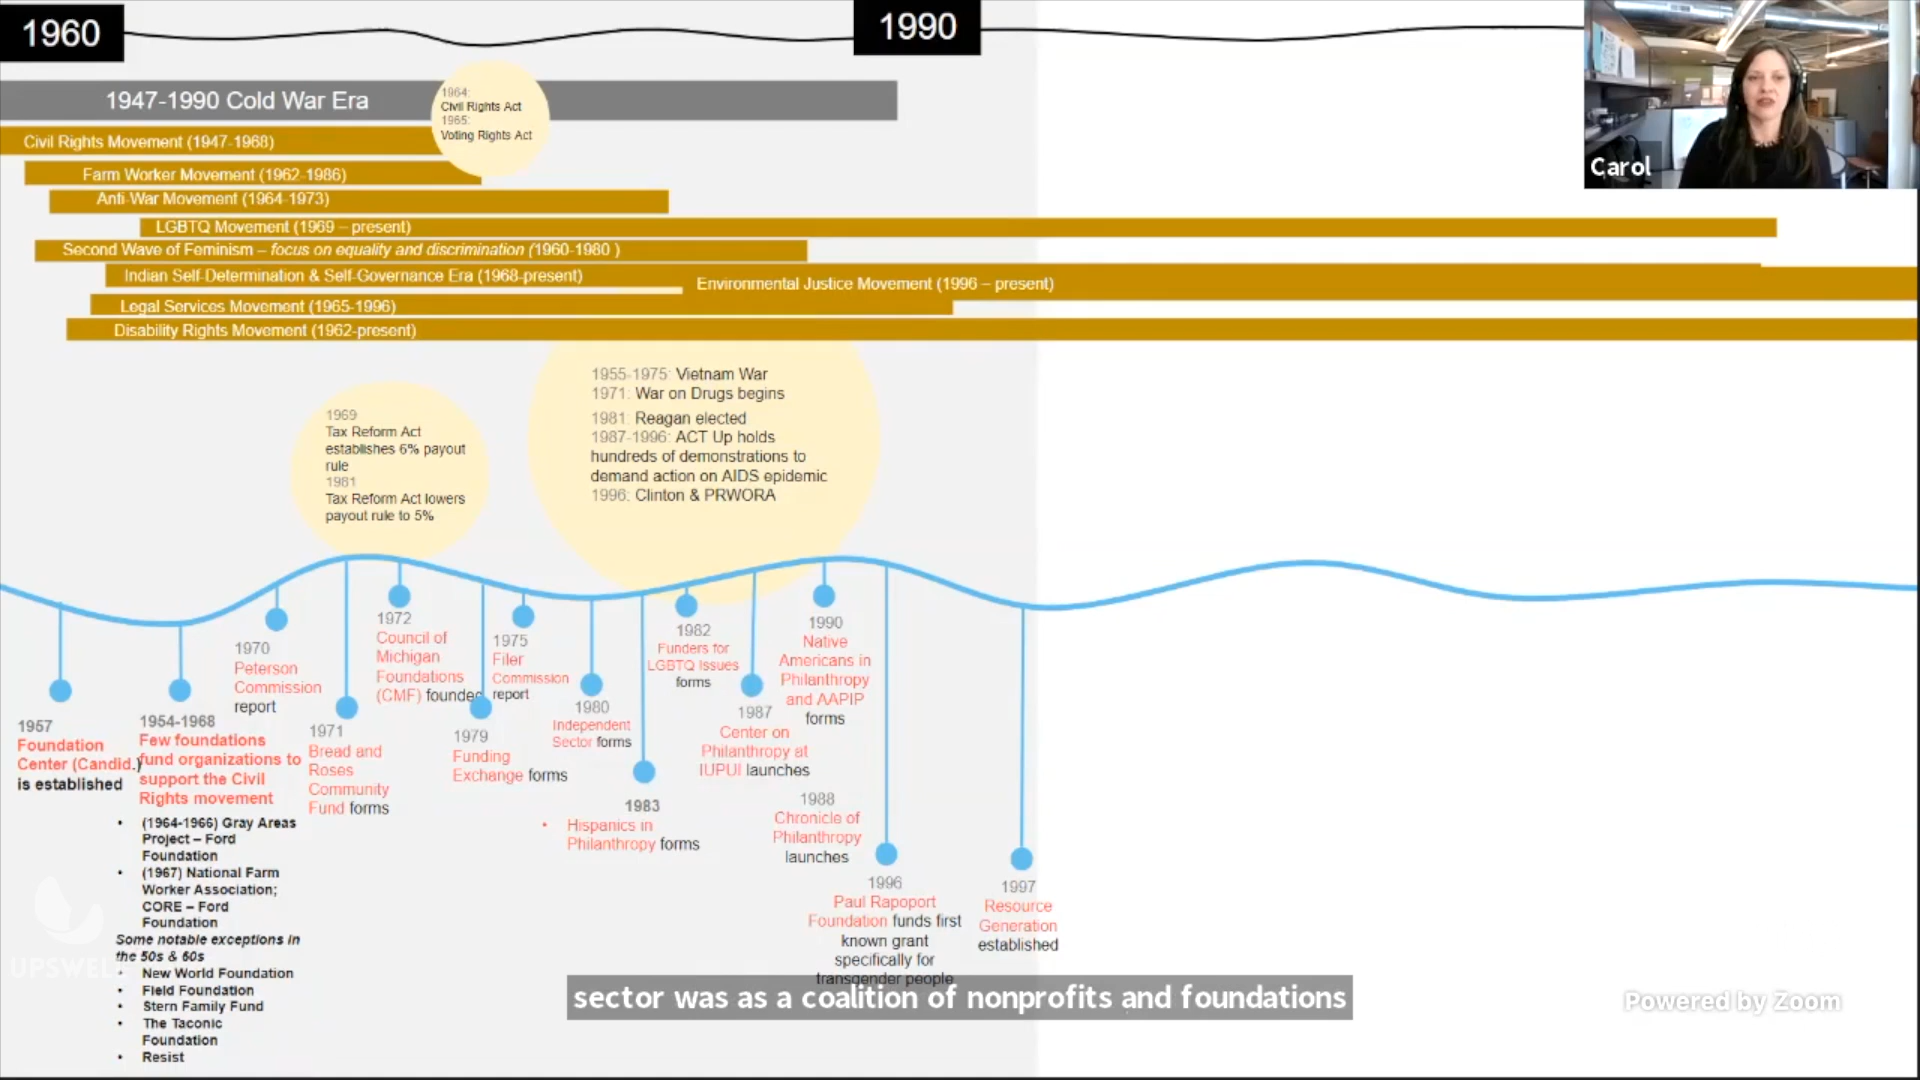 1960
1990
1947-1990 Cold War Era
1964:
Civil Rights Act
1965:
Voting Rights Act
Carol
Civil Rights Movement (1947-1968)
Farm Worker Movement (1962-1986)
Anti-War Movement (1964-1973)
LGBTQ Movement (1969 – present)
Second Wave of Feminism – focus on equality and discrimination (1960-1980 )
Indian Self-Determination & Self-Governance Era (1968-present)
Environmental Justice Movement (1996 – present)
Legal Services Movement (1965-1996)
Disability Rights Movement (1962-present)
1969
Tax Reform Act
establishes 6% payout
rule
1981
Tax Reform Act lowers
payout rule to 5%
1955-1975: Vietnam War
1971: War on Drugs begins
1981: Reagan elected
1987-1996: ACT Up holds
hundreds of demonstrations to
demand action on AIDS epidemic
1996: Clinton & PRWORA
1957
Foundation
Center (Candid.)
is established
1954-1968
Few foundations
fund organizations to
support the Civil
Rights movement
• (1964-1966) Gray Areas
Project – Ford
Foundation
• (1967) National Farm
Worker Association;
CORE – Ford
Foundation
Some notable exceptions in
the 50s & 60s
• New World Foundation
• Field Foundation
• Stern Family Fund
• The Taconic
Foundation
• Resist
1970
Peterson
Commission
report
1971
Bread and
Roses
Community
Fund forms
1972
Council of
Michigan
Foundations
(CMF) founded
1979
Funding
Exchange forms
1975
Filer
Commission
report
1980
Independent
Sector forms
1983
• Hispanics in
Philanthropy forms
1982
Funders for
LGBTQ Issues
forms
1987
Center on
Philanthropy at
IUPUI launches
1988
Chronicle of
Philanthropy
launches
1990
Native
Americans in
Philanthropy
and AAPIP
forms
1996
Paul Rapoport
Foundation funds first
known grant
specifically for
transgender people
1997
Resource
Generation
established
UPSWELL
sector was as a coalition of nonprofits and foundations
Powered by Zoom